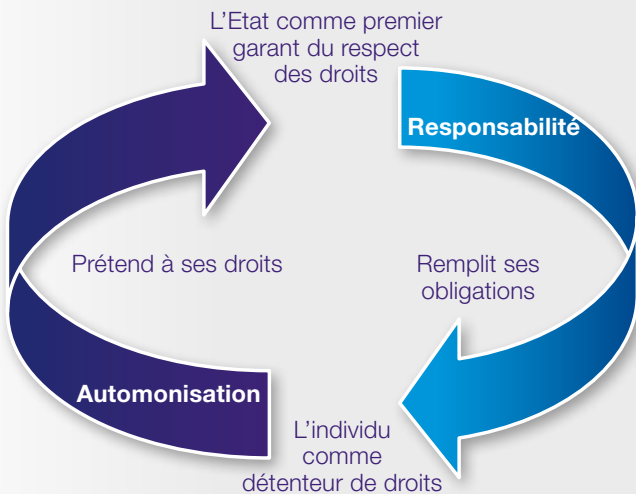 L’Etat comme premier
garant du respect
des droits
Responsabilité
Prétend à ses droits
Remplit ses
obligations
Automonisation
L’individu
comme
détenteur de droits